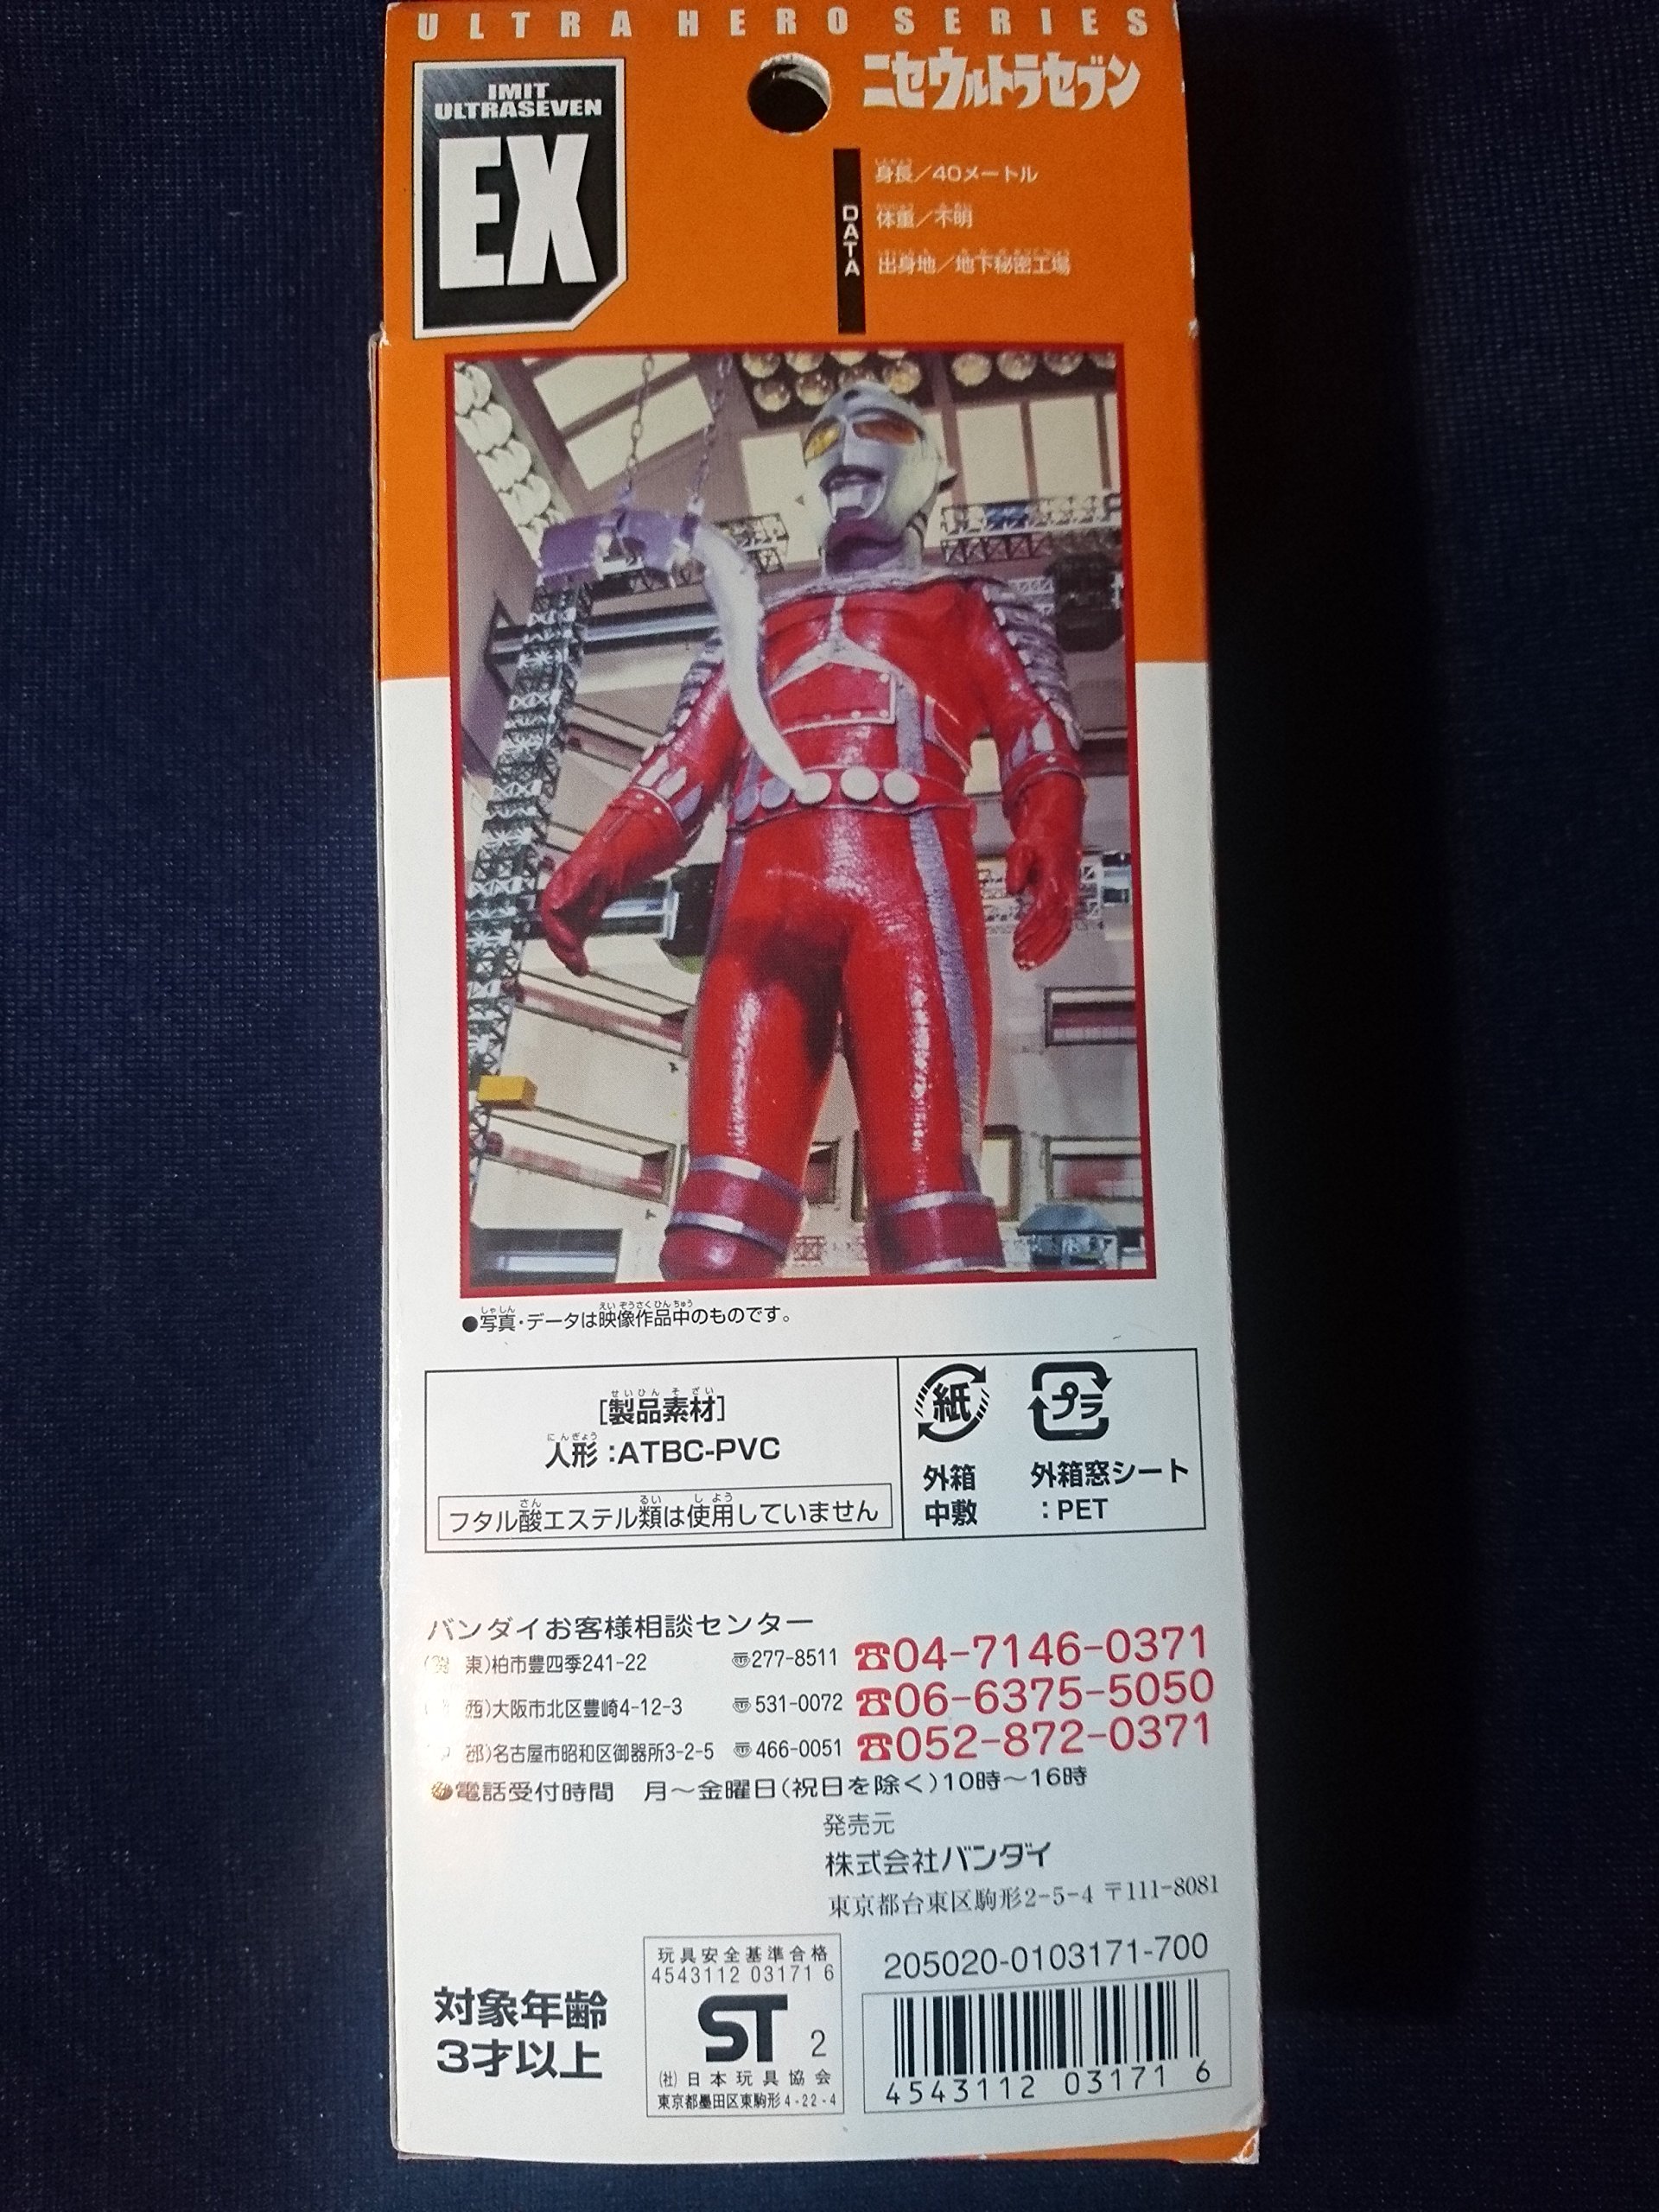 ULTRA HERO SERIES
IMIT
ULTRASEVEN
EX
ニセウルトラセブン
DATA
身長／40メートル
体重／不明
出身地／地下秘密工場
●写真・データは映像作品中のものです。
[製品素材]
人形：ATBC-PVC
フタル酸エステル類は使用していません
紙
プラ
外箱
中敷
外箱窓シート
：PET
バンダイお客様相談センター
東)柏市豊四季241-22 〒277-8511 ☎04-7146-0371
西)大阪市北区豊崎4-12-3 〒531-0072 ☎06-6375-5050
部)名古屋市昭和区御器所3-2-5 〒466-0051 ☎052-872-0371
●電話受付時間 月～金曜日(祝日を除く)10時～16時
発売元
株式会社バンダイ
東京都台東区駒形2-5-4 〒111-8081
対象年齢
3才以上
玩具安全基準合格
4543112 03171 6
ST 2
(社)日本玩具協会
東京都墨田区東駒形4-22-4
205020-0103171-700
4543112 03171 6